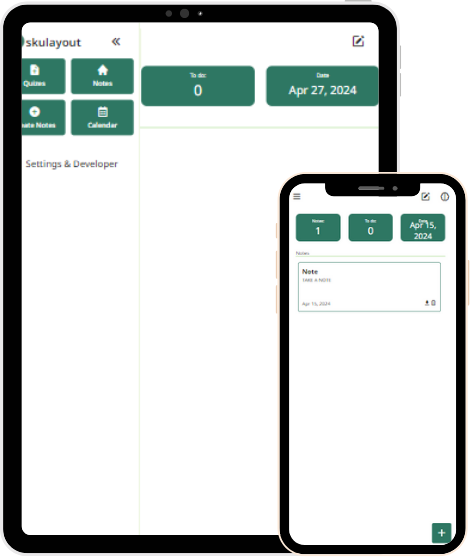 skulayout
Quizes
Notes
ate Notes
Calendar
Settings & Developer
To do:
0
Date
Apr 27, 2024
Notes
1
To do
0
Date
Apr 15,
2024
Notes
Note
TAKE A NOTE
Apr 15, 2024